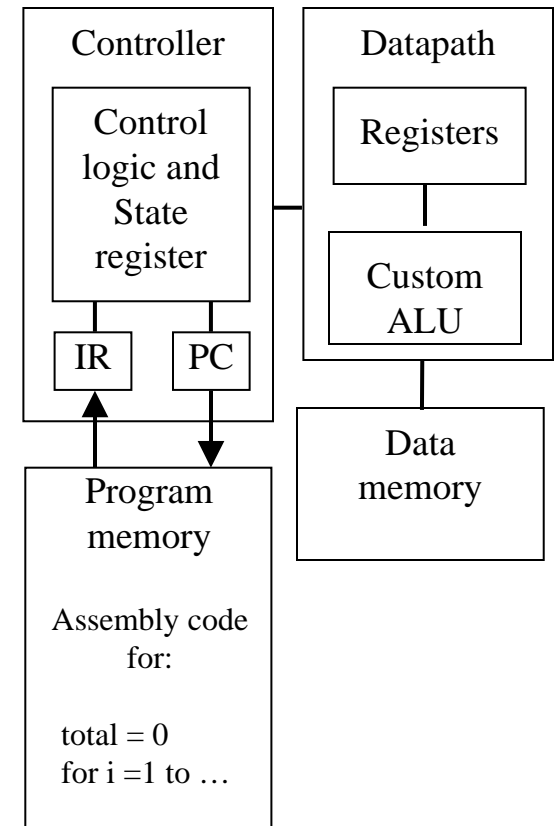 Controller
Control
logic and
State
register
IR
PC
Datapath
Registers
Custom
ALU
Data
memory
Program
memory
Assembly code
for:
total = 0
for i =1 to …